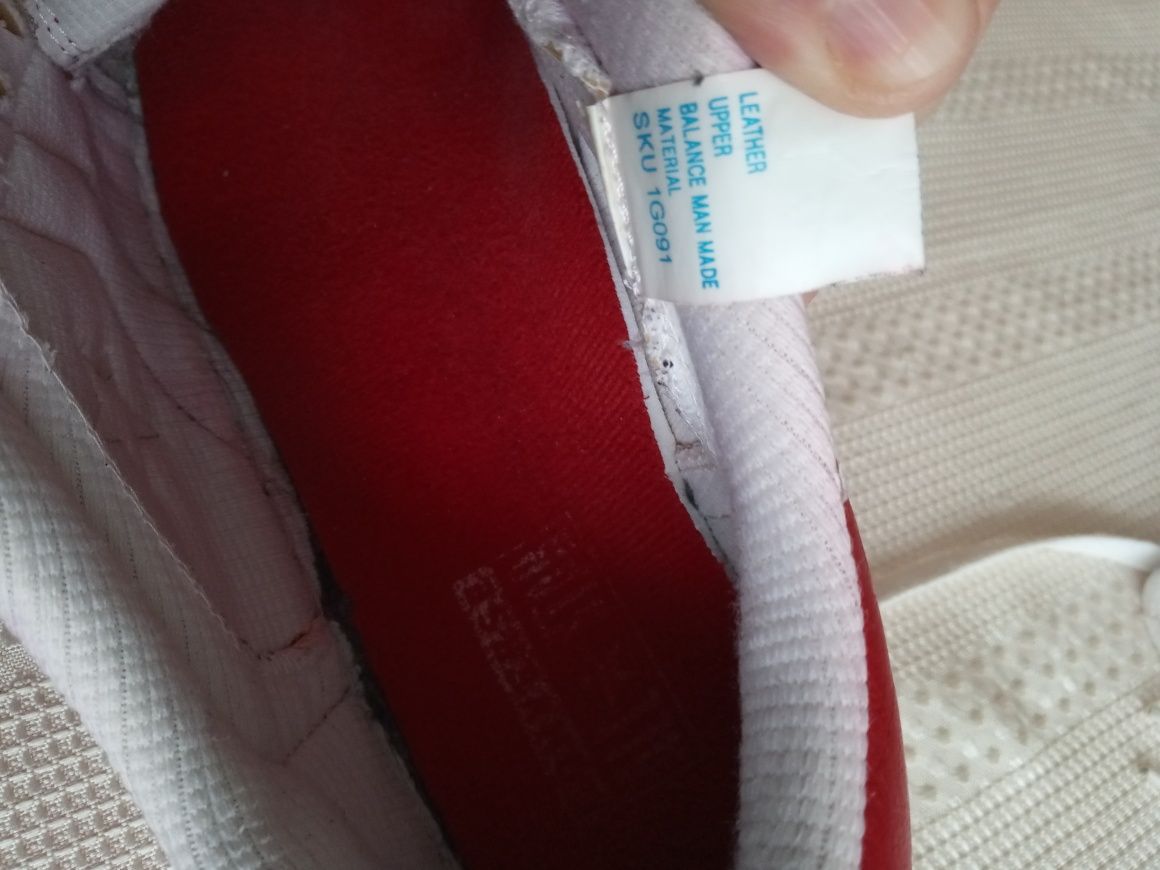 LEATHER
UPPER
BALANCE MAN MADE
MATERIAL
SKU 1G091